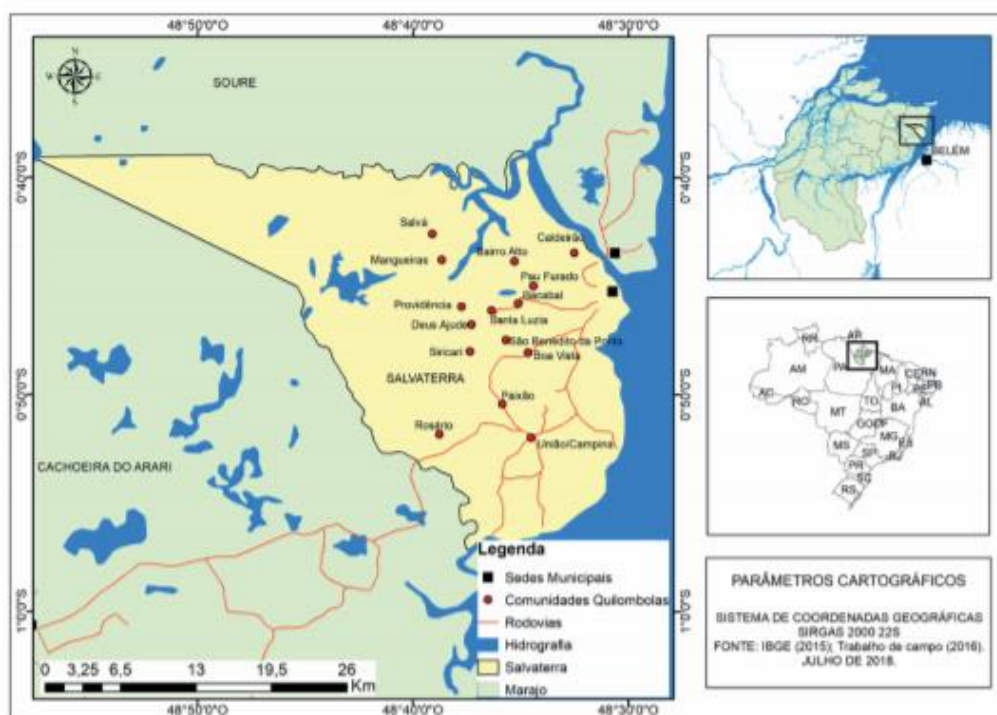 48°50'0"O 48°40'0"O 48°30'0"O
N
W E
S
SOURE
0°40'0"S
0°40'0"S
Salvá
Caldeirão
Mangueiras
Bairro Alto
Pau Furado
Bacabal
Providência
Santa Luzia
Deus Ajude
São Benedito da Ponta
Siricari
Boa Vista
SALVATERRA
0°50'0"S
0°50'0"S
Paixão
Rosário
União/Campina
CACHOEIRA DO ARARI
Legenda
Sedes Municipais
Comunidades Quilombolas
Rodovias
Hidrografia
Salvaterra
Marajo
1°0'0"S
1°0'0"S
0 3,25 6,5 13 19,5 26
Km
48°50'0"O 48°40'0"O 48°30'0"O
BELÉM
RR AP
AM PA MA CE RN
PB
PI PE
AC RO TO AL
MT BA
GO DF
MG ES
MS SP RJ
PR
SC
RS
PARÂMETROS CARTOGRÁFICOS
SISTEMA DE COORDENADAS GEOGRÁFICAS
SIRGAS 2000 22S
FONTE: IBGE (2015); Trabalho de campo (2016).
JULHO DE 2018.